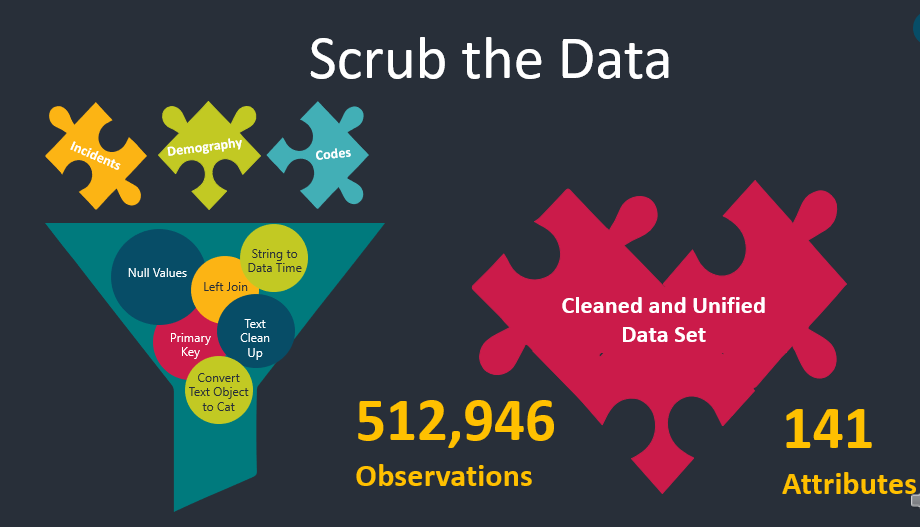 Scrub the Data
Incidents
Demography
Codes
Null Values
String to
Data Time
Left Join
Text
Clean
Up
Primary
Key
Convert
Text Object
to Cat
Cleaned and Unified
Data Set
512,946
Observations
141
Attributes